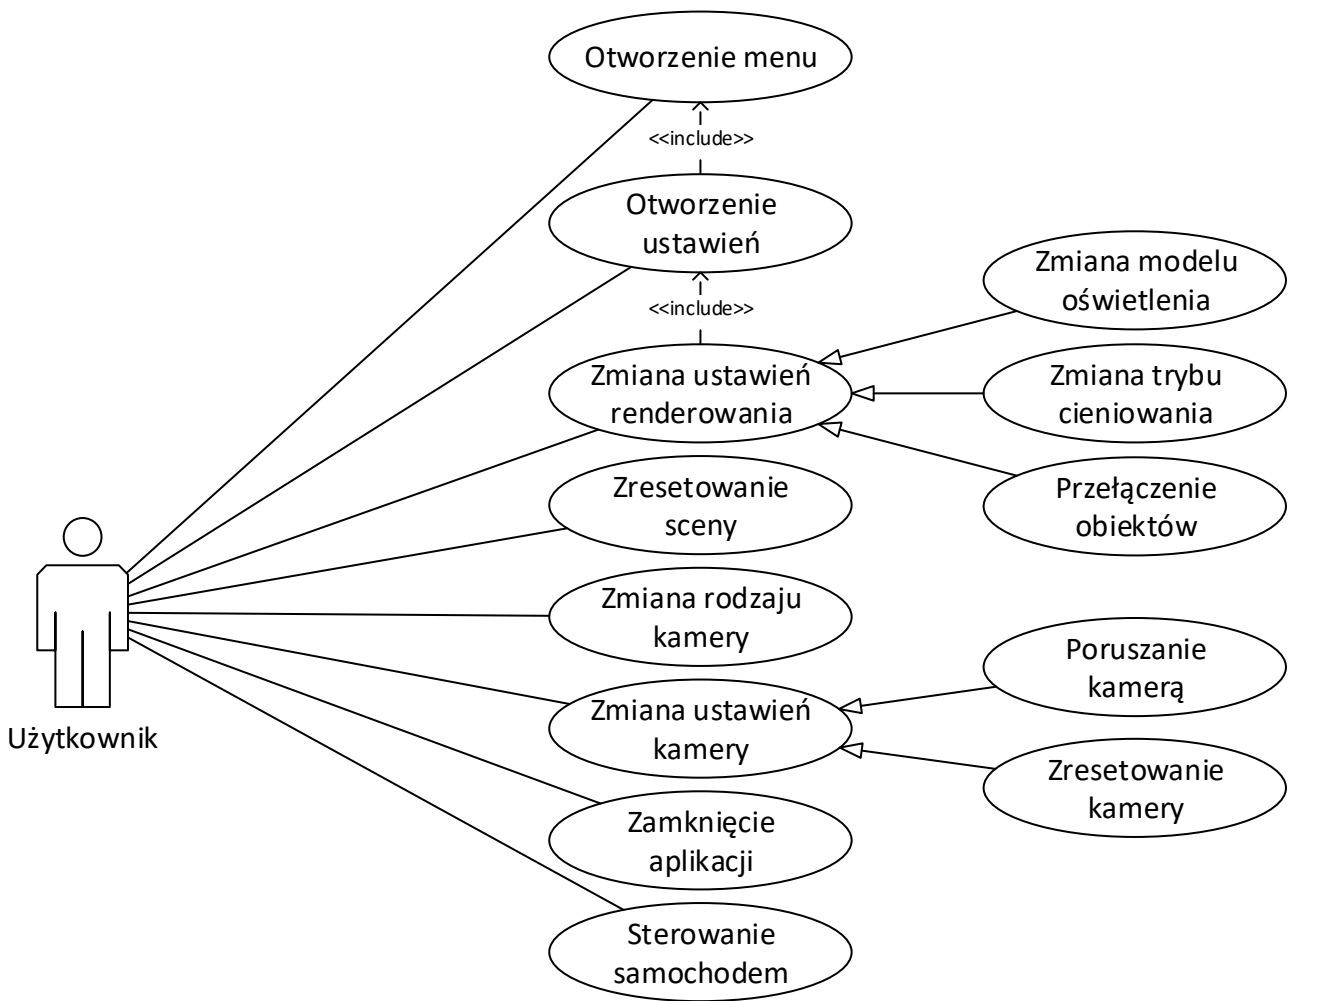 Otworzenie menu
<<include>>
Otworzenie
ustawień
<<include>>
Zmiana ustawień
renderowania
Zmiana modelu
oświetlenia
Zmiana trybu
cieniowania
Przełączenie
obiektów
Zresetowanie
sceny
Zmiana rodzaju
kamery
Zmiana ustawień
kamery
Poruszanie
kamerą
Zresetowanie
kamery
Zamknięcie
aplikacji
Sterowanie
samochodem
Użytkownik